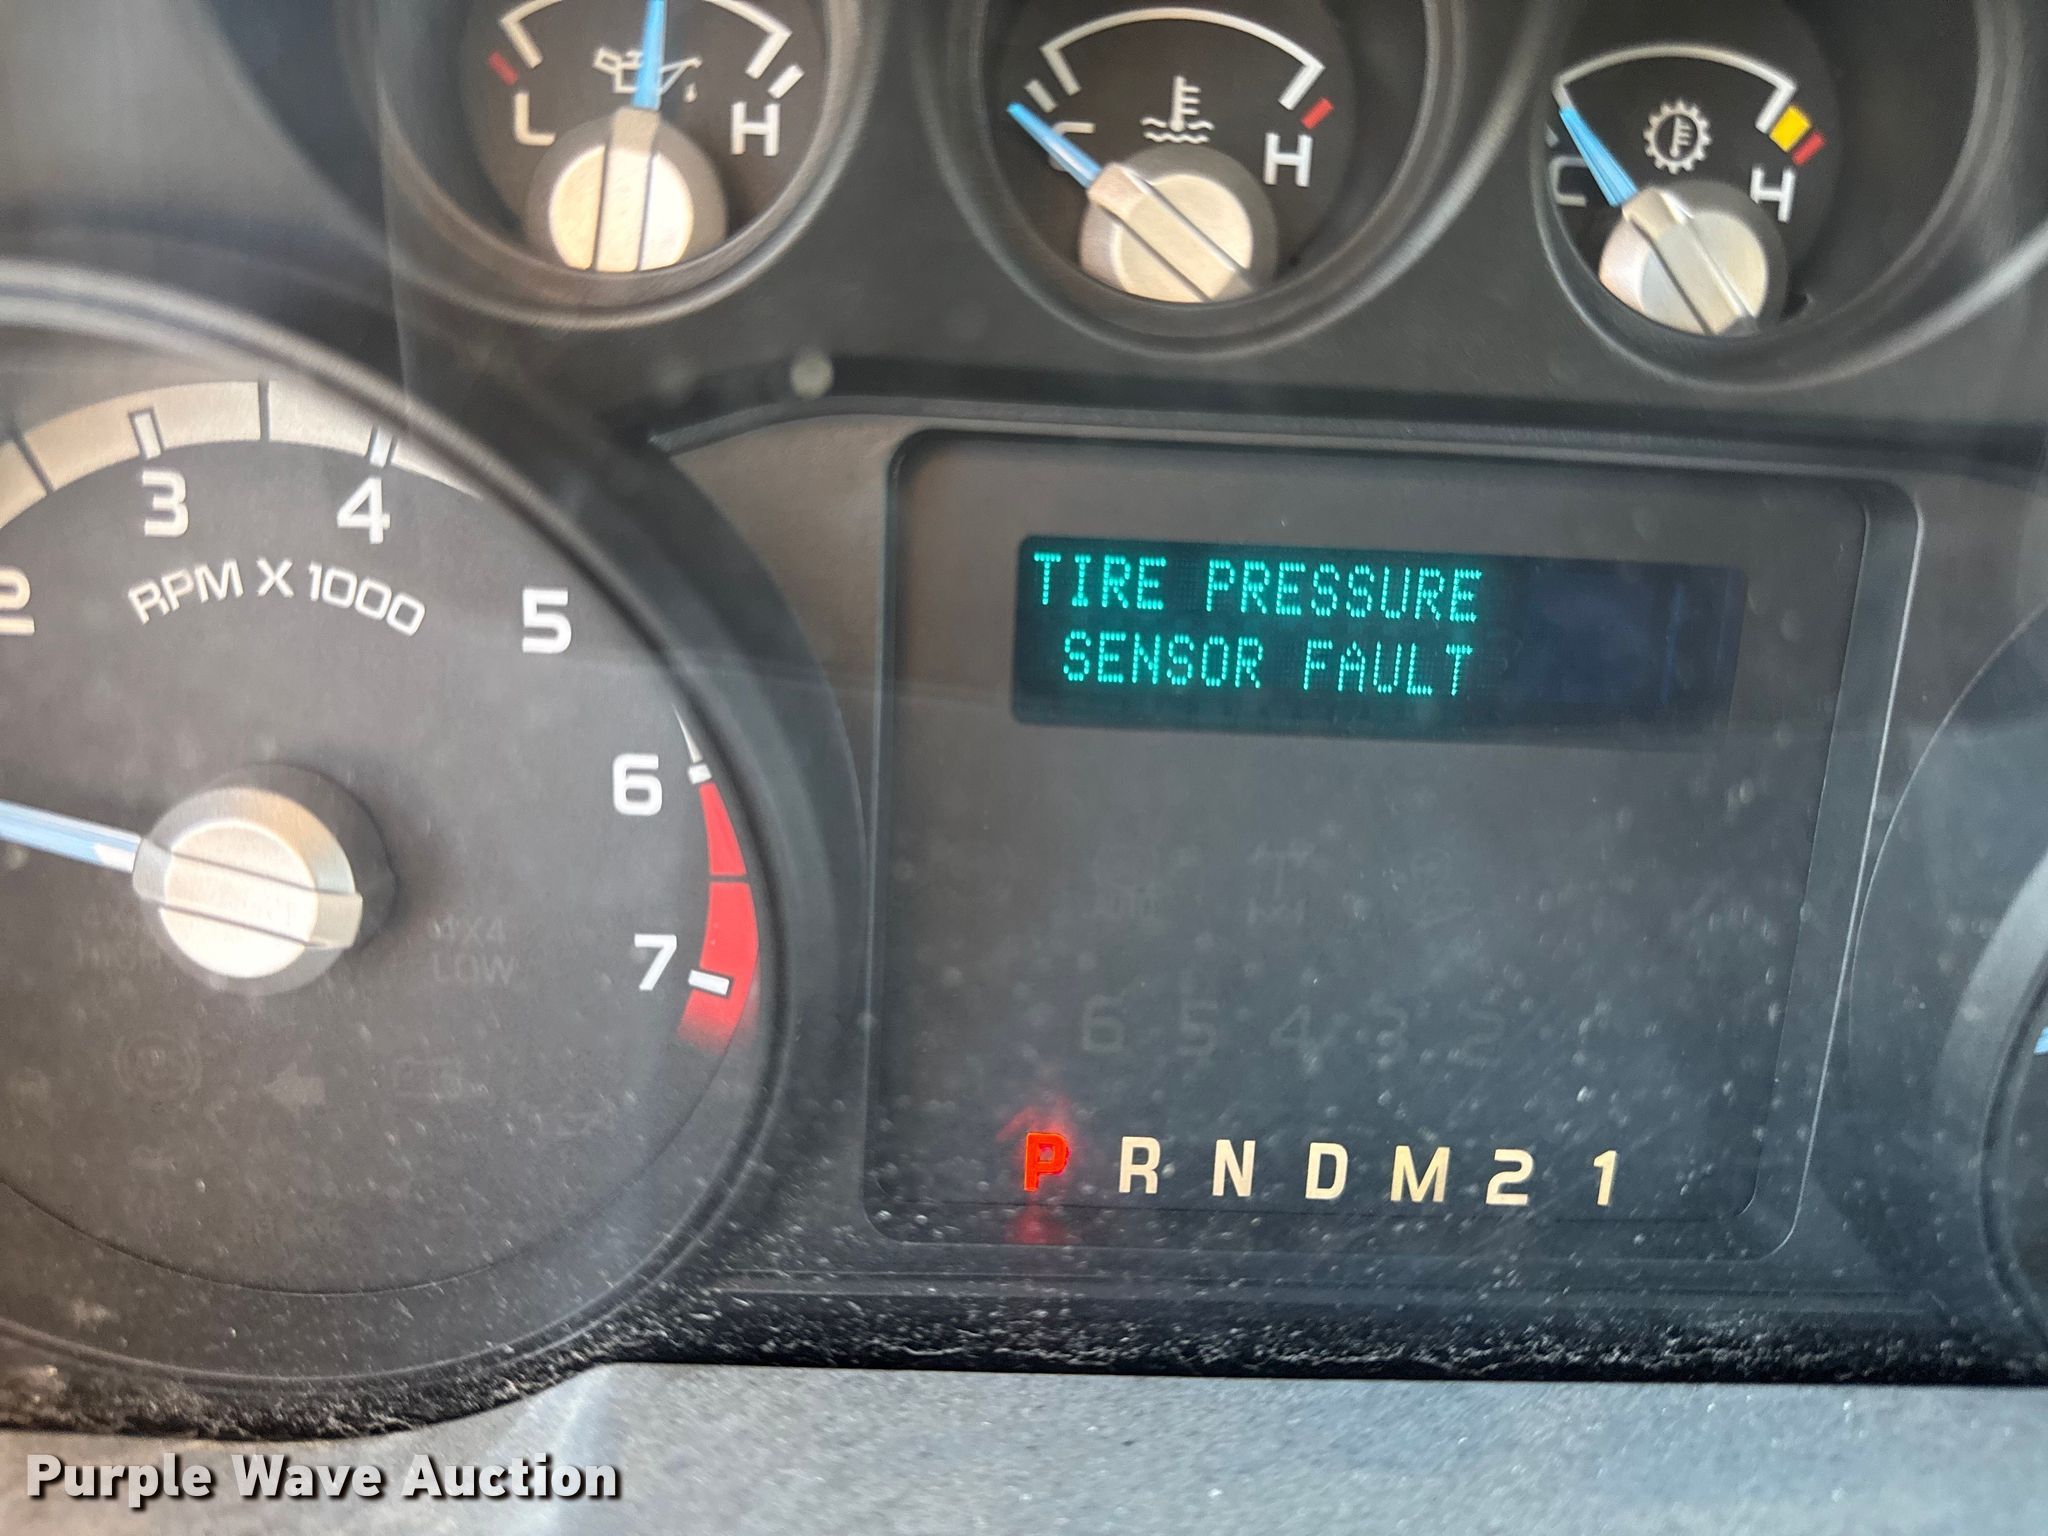 L H
C H
C H
2 3 4 5 6 7
RPM X 1000
TIRE PRESSURE
SENSOR FAULT
4X4
LOW
6 5 4 3 2
P R N D M 2 1
Purple Wave Auction